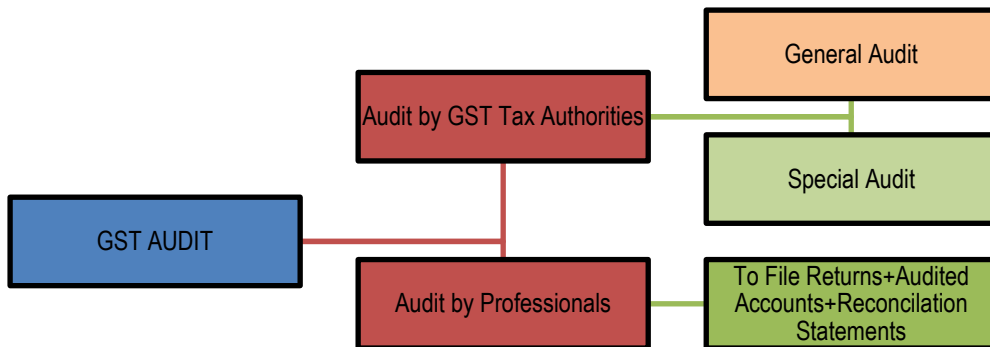 General Audit
Audit by GST Tax Authorities
Special Audit
GST AUDIT
Audit by Professionals
To File Returns+Audited
Accounts+Reconcilation
Statements